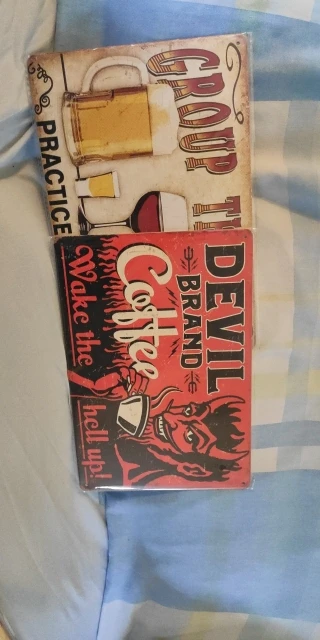 GROUP
PRACTICE
DEVIL
BRAND
Coffee
Wake the
hell up!